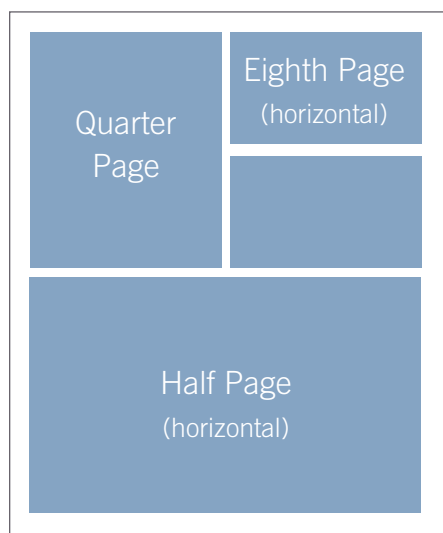 Quarter
Page
Eighth Page
(horizontal)
Half Page
(horizontal)